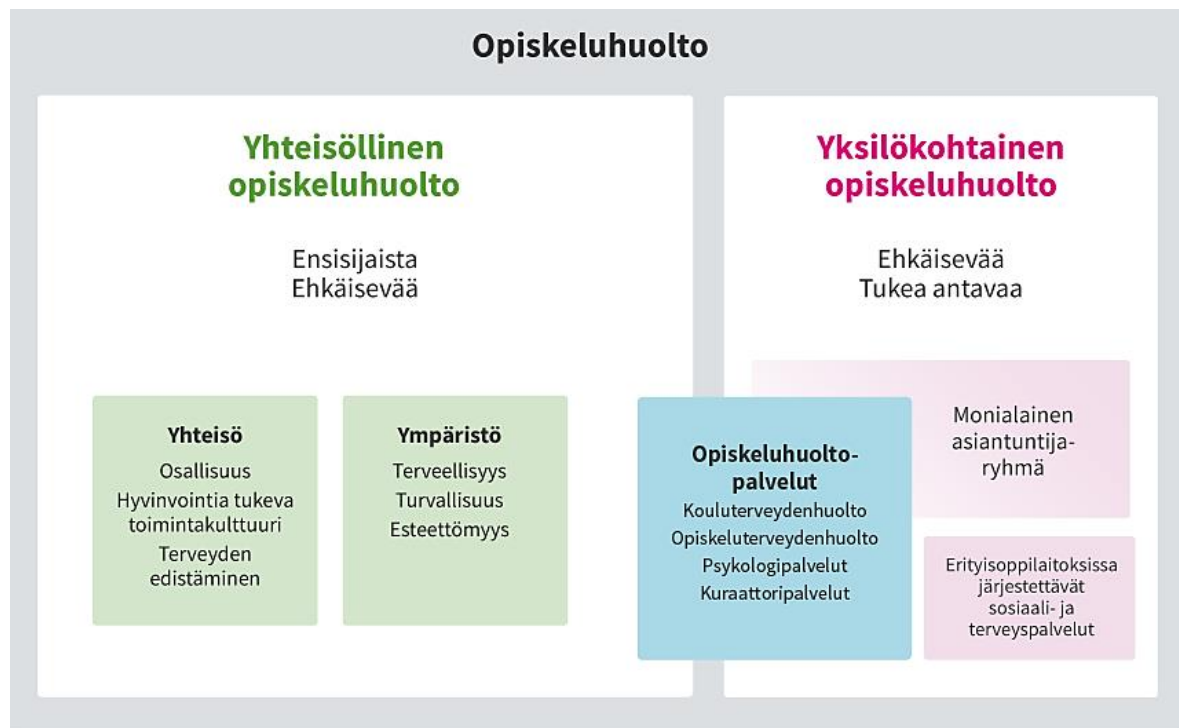 Opiskeluhuolto
Yhteisöllinen
opiskeluhuolto
Ensisijaista
Ehkäisevää
Yhteisö
Osallisuus
Hyvinvointia tukeva
toimintakulttuuri
Terveyden
edistäminen
Ympäristö
Terveellisyys
Turvallisuus
Esteettömyys
Opiskeluhuolto-
palvelut
Kouluterveydenhuolto
Opiskeluterveydenhuolto
Psykologipalvelut
Kuraattoripalvelut
Yksilökohtainen
opiskeluhuolto
Ehkäisevää
Tukea antavaa
Monialainen
asiantuntija-
ryhmä
Erityisoppilaitoksissa
järjestettävät
sosiaali- ja
terveyspalvelut